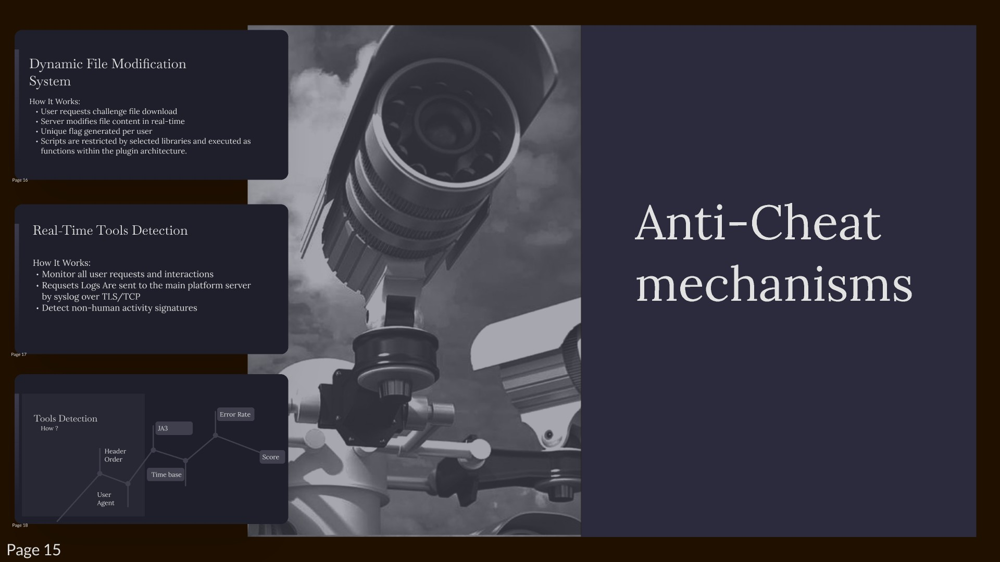 Dynamic File Modification
System
How It Works:
• User requests challenge file download
• Server modifies file content in real-time
• Unique flag generated per user
• Scripts are restricted by selected libraries and executed as
functions within the plugin architecture.
Page 16
Real-Time Tools Detection
How It Works:
• Monitor all user requests and interactions
• Requsets Logs Are sent to the main platform server
by syslog over TLS/TCP
• Detect non-human activity signatures
Page 17
Tools Detection
How ?
Header
Order
User
Agent
JA3
Time base
Error Rate
Score
Page 18
Anti-Cheat
mechanisms
Page 15